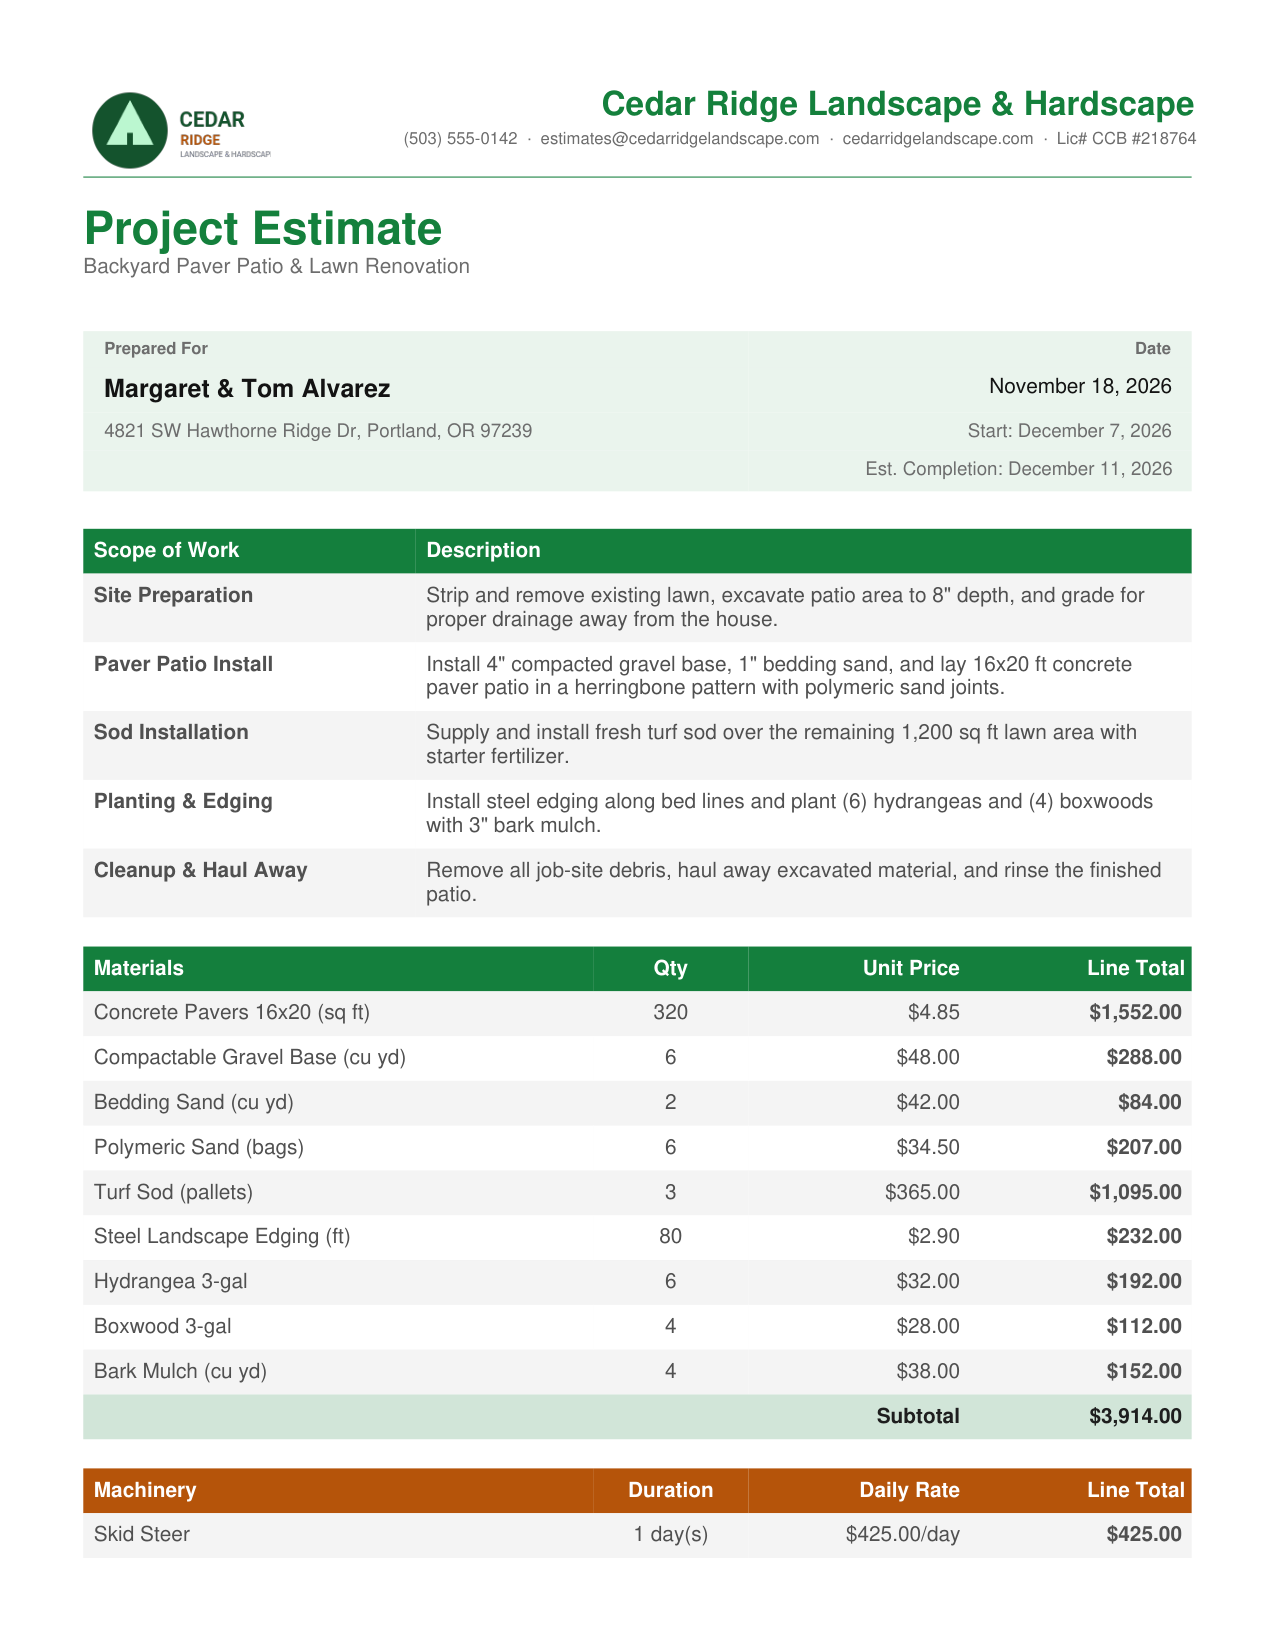 CEDAR
RIDGE
LANDSCAPE & HARDSCAP
Cedar Ridge Landscape & Hardscape
(503) 555-0142 · estimates@cedarridgelandscape.com · cedarridgelandscape.com · Lic# CCB #218764
Project Estimate
Backyard Paver Patio & Lawn Renovation
Prepared For Date
Margaret & Tom Alvarez November 18, 2026
4821 SW Hawthorne Ridge Dr, Portland, OR 97239 Start: December 7, 2026
Est. Completion: December 11, 2026
Scope of Work Description
Site Preparation Strip and remove existing lawn, excavate patio area to 8" depth, and grade for
proper drainage away from the house.
Paver Patio Install Install 4" compacted gravel base, 1" bedding sand, and lay 16x20 ft concrete
paver patio in a herringbone pattern with polymeric sand joints.
Sod Installation Supply and install fresh turf sod over the remaining 1,200 sq ft lawn area with
starter fertilizer.
Planting & Edging Install steel edging along bed lines and plant (6) hydrangeas and (4) boxwoods
with 3" bark mulch.
Cleanup & Haul Away Remove all job-site debris, haul away excavated material, and rinse the finished
patio.
Materials Qty Unit Price Line Total
Concrete Pavers 16x20 (sq ft) 320 $4.85 $1,552.00
Compactable Gravel Base (cu yd) 6 $48.00 $288.00
Bedding Sand (cu yd) 2 $42.00 $84.00
Polymeric Sand (bags) 6 $34.50 $207.00
Turf Sod (pallets) 3 $365.00 $1,095.00
Steel Landscape Edging (ft) 80 $2.90 $232.00
Hydrangea 3-gal 6 $32.00 $192.00
Boxwood 3-gal 4 $28.00 $112.00
Bark Mulch (cu yd) 4 $38.00 $152.00
Subtotal $3,914.00
Machinery Duration Daily Rate Line Total
Skid Steer 1 day(s) $425.00/day $425.00